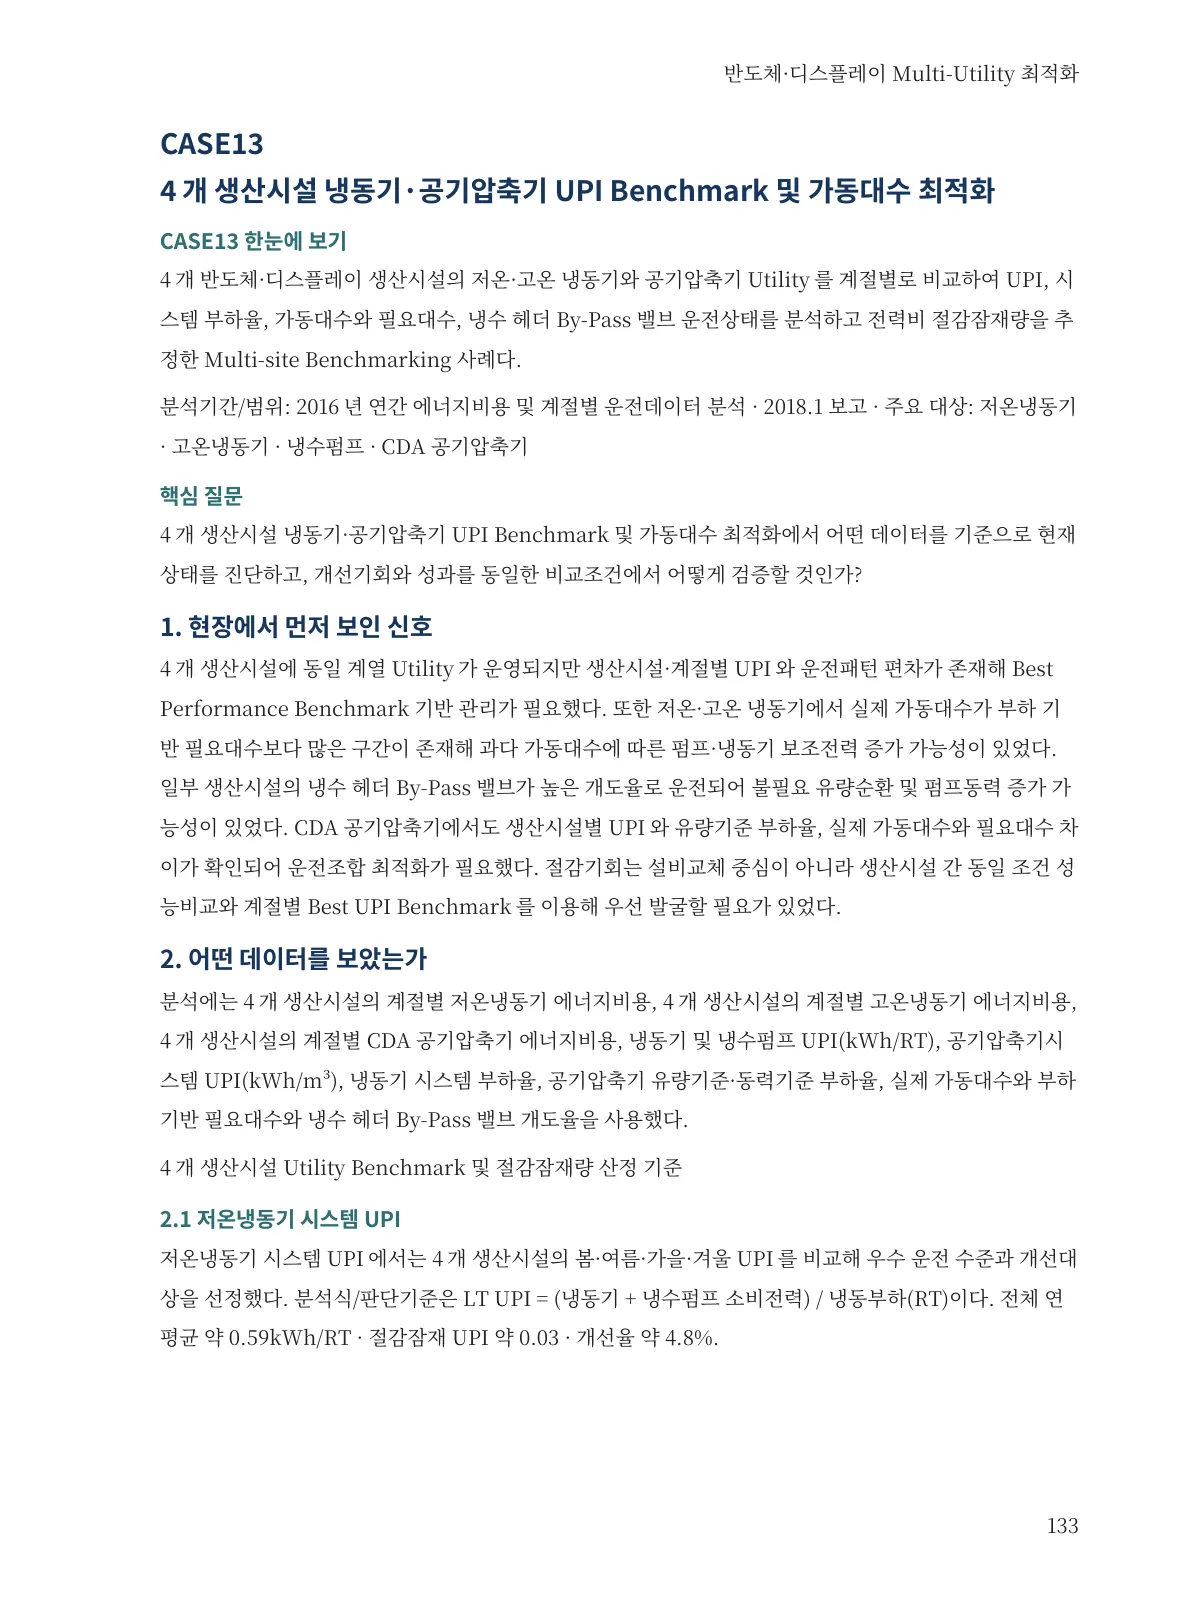 반도체·디스플레이 Multi-Utility 최적화
CASE13
4 개 생산시설 냉동기·공기압축기 UPI Benchmark 및 가동대수 최적화
CASE13 한눈에 보기
4 개 반도체·디스플레이 생산시설의 저온·고온 냉동기와 공기압축기 Utility 를 계절별로 비교하여 UPI, 시
스템 부하율, 가동대수와 필요대수, 냉수 헤더 By-Pass 밸브 운전상태를 분석하고 전력비 절감잠재량을 추
정한 Multi-site Benchmarking 사례다.
분석기간/범위: 2016 년 연간 에너지비용 및 계절별 운전데이터 분석 · 2018.1 보고 · 주요 대상: 저온냉동기
· 고온냉동기 · 냉수펌프 · CDA 공기압축기
핵심 질문
4 개 생산시설 냉동기·공기압축기 UPI Benchmark 및 가동대수 최적화에서 어떤 데이터를 기준으로 현재
상태를 진단하고, 개선기회와 성과를 동일한 비교조건에서 어떻게 검증할 것인가?
1. 현장에서 먼저 보인 신호
4 개 생산시설에 동일 계열 Utility 가 운영되지만 생산시설·계절별 UPI 와 운전패턴 편차가 존재해 Best
Performance Benchmark 기반 관리가 필요했다. 또한 저온·고온 냉동기에서 실제 가동대수가 부하 기
반 필요대수보다 많은 구간이 존재해 과다 가동대수에 따른 펌프·냉동기 보조전력 증가 가능성이 있었다.
일부 생산시설의 냉수 헤더 By-Pass 밸브가 높은 개도율로 운전되어 불필요 유량순환 및 펌프동력 증가 가
능성이 있었다. CDA 공기압축기에서도 생산시설별 UPI 와 유량기준 부하율, 실제 가동대수와 필요대수 차
이가 확인되어 운전조합 최적화가 필요했다. 절감기회는 설비교체 중심이 아니라 생산시설 간 동일 조건 성
능비교와 계절별 Best UPI Benchmark 를 이용해 우선 발굴할 필요가 있었다.
2. 어떤 데이터를 보았는가
분석에는 4 개 생산시설의 계절별 저온냉동기 에너지비용, 4 개 생산시설의 계절별 고온냉동기 에너지비용,
4 개 생산시설의 계절별 CDA 공기압축기 에너지비용, 냉동기 및 냉수펌프 UPI(kWh/RT), 공기압축기시
스템 UPI(kWh/m³), 냉동기 시스템 부하율, 공기압축기 유량기준·동력기준 부하율, 실제 가동대수와 부하
기반 필요대수와 냉수 헤더 By-Pass 밸브 개도율을 사용했다.
4 개 생산시설 Utility Benchmark 및 절감잠재량 산정 기준
2.1 저온냉동기 시스템 UPI
저온냉동기 시스템 UPI 에서는 4 개 생산시설의 봄·여름·가을·겨울 UPI 를 비교해 우수 운전 수준과 개선대
상을 선정했다. 분석식/판단기준은 LT UPI = (냉동기 + 냉수펌프 소비전력) / 냉동부하(RT)이다. 전체 연
평균 약 0.59kWh/RT · 절감잠재 UPI 약 0.03 · 개선율 약 4.8%.
133